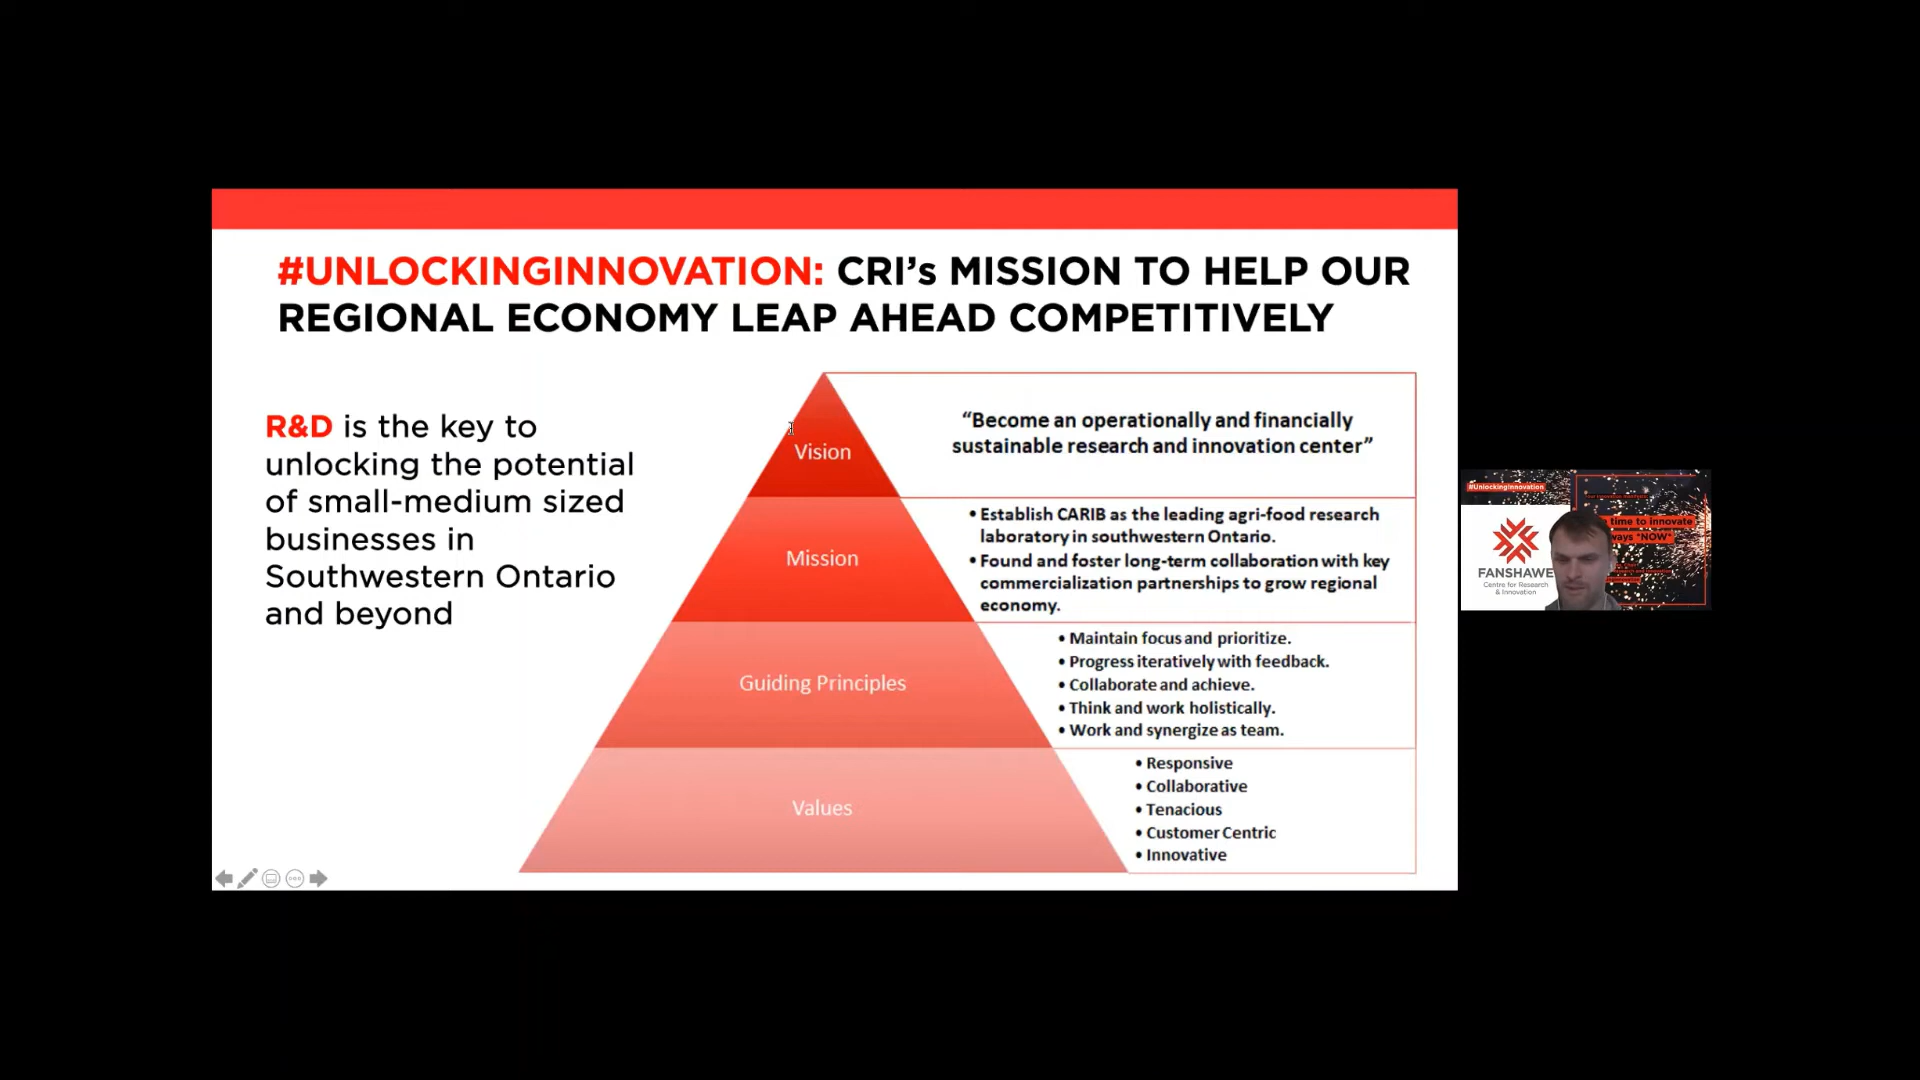 #UNLOCKINGINNOVATION: CRI's MISSION TO HELP OUR
REGIONAL ECONOMY LEAP AHEAD COMPETITIVELY
R&D is the key to
unlocking the potential
of small-medium sized
businesses in
Southwestern Ontario
and beyond
Vision
“Become an operationally and financially
sustainable research and innovation center”
Mission
• Establish CARIB as the leading agri-food research
laboratory in southwestern Ontario.
• Found and foster long-term collaboration with key
commercialization partnerships to grow regional
economy.
Guiding Principles
• Maintain focus and prioritize.
• Progress iteratively with feedback.
• Collaborate and achieve.
• Think and work holistically.
• Work and synergize as team.
Values
• Responsive
• Collaborative
• Tenacious
• Customer Centric
• Innovative
#UnlockingInnovation
time to innovate
*NOW*
FANSHAWE
Centre for Research
& Innovation